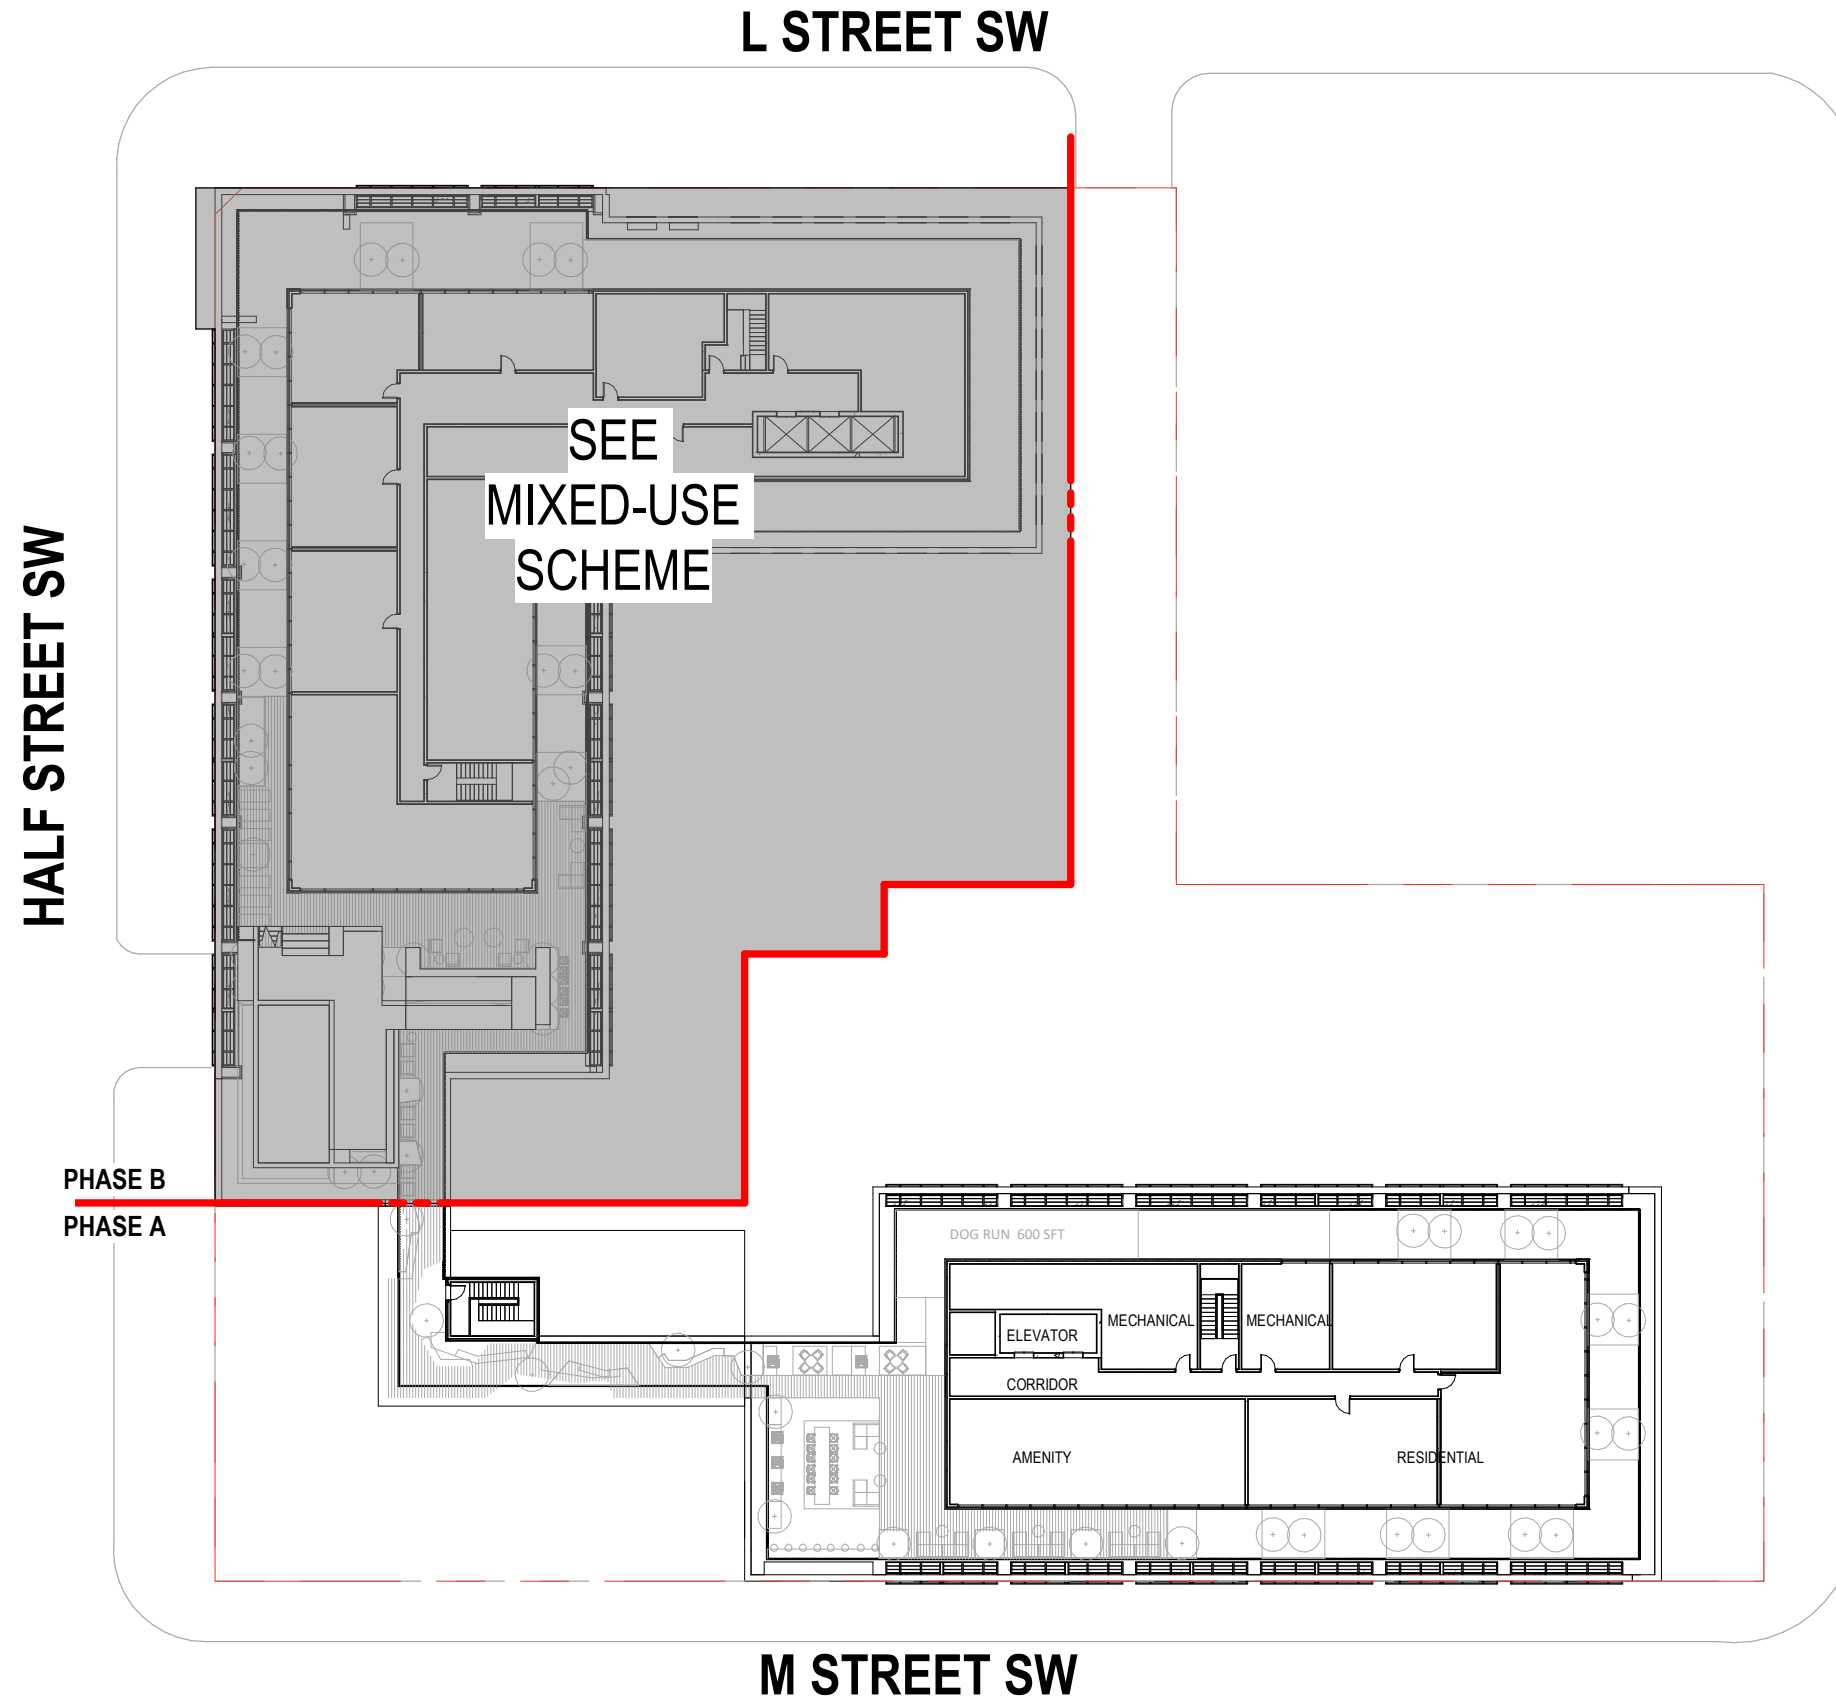 L STREET SW
HALF STREET SW
SEE
MIXED-USE
SCHEME
PHASE B
PHASE A
DOG RUN 600 SFT
MECHANICAL
MECHANICAL
ELEVATOR
CORRIDOR
AMENITY
RESIDENTIAL
M STREET SW